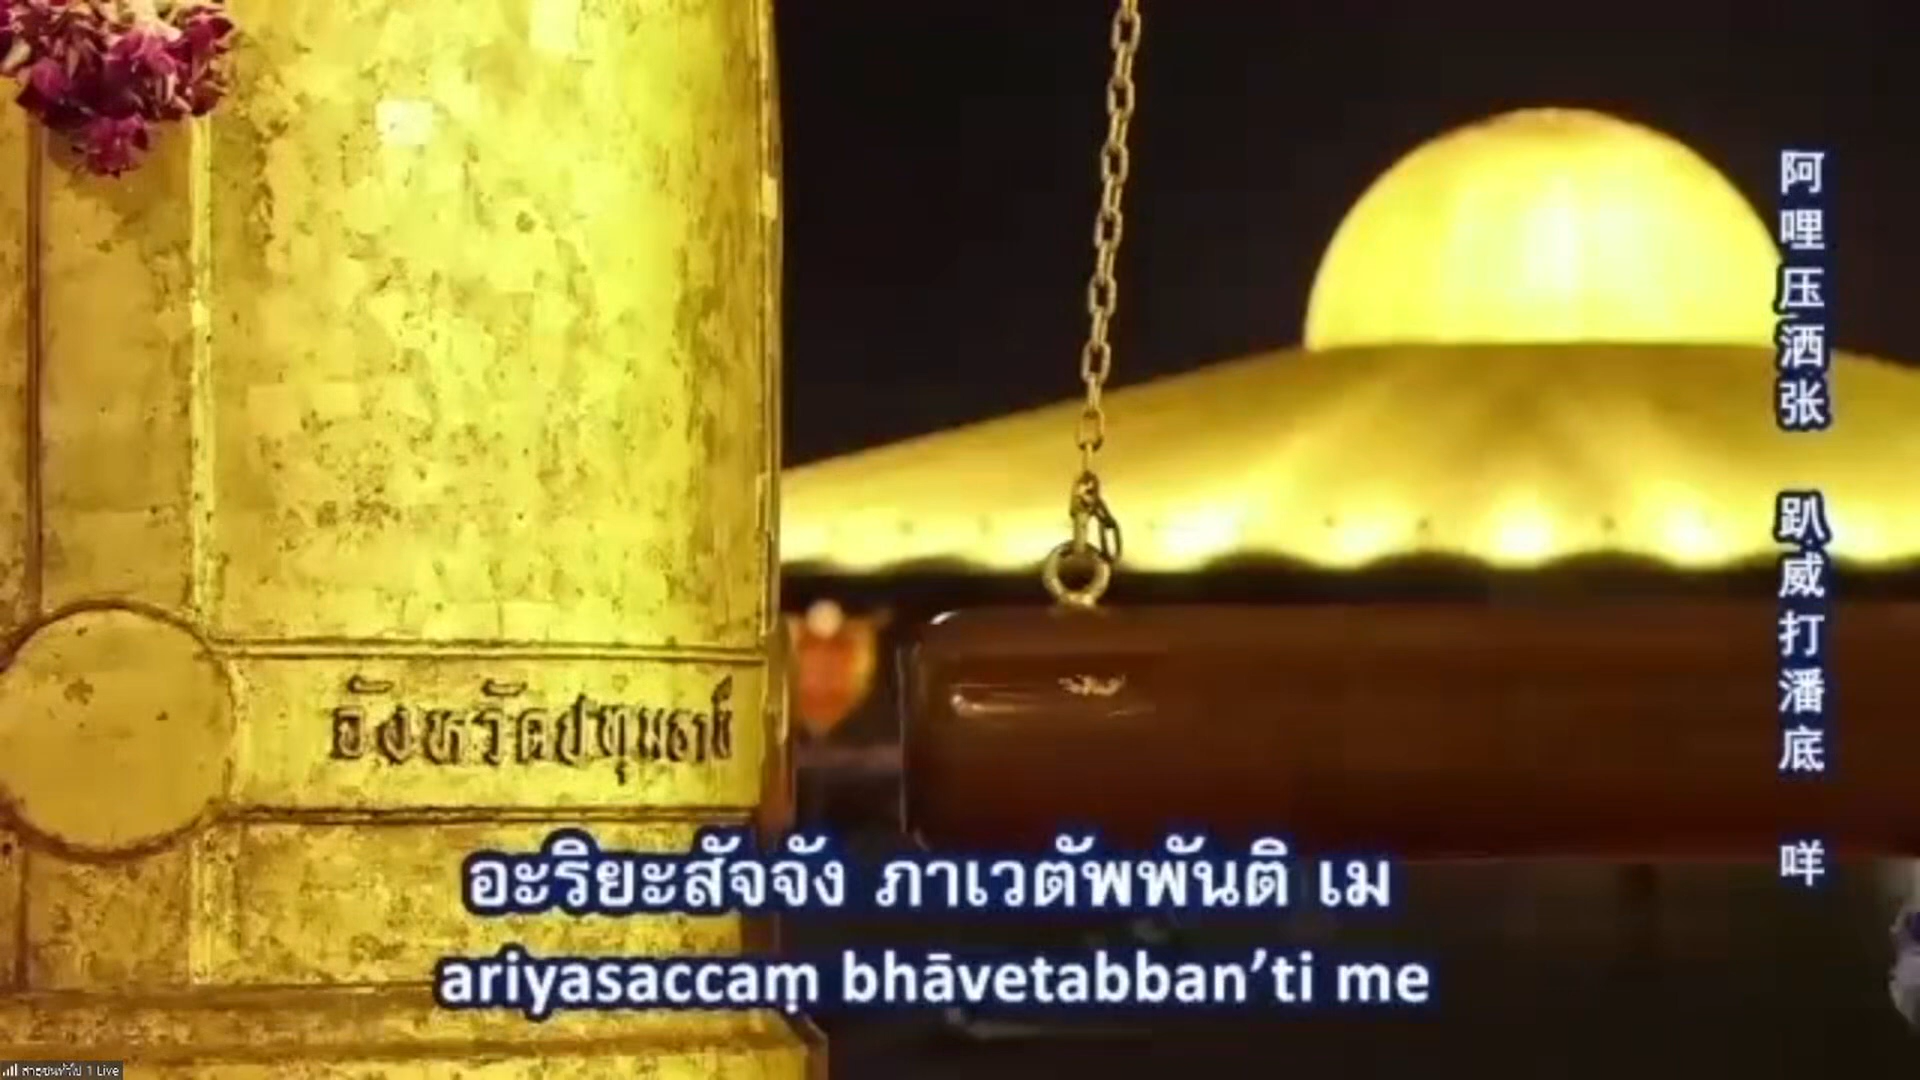 จังหวัดปทุมธานี
อะริยะสัจจัง ภาเวตัพพันติ เม
ariyasaccaṃ bhāvetabban’ti me
阿哩压洒张 趴威打潘底 咩
1 Live